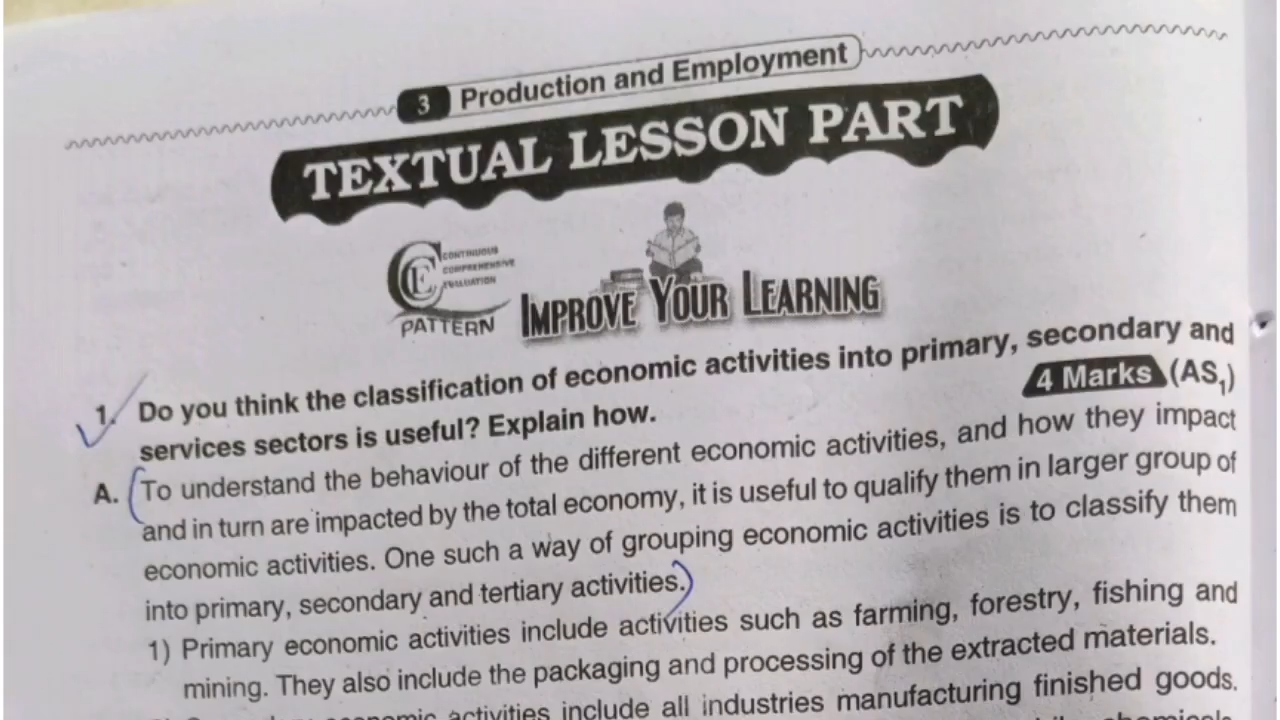 3 Production and Employment
TEXTUAL LESSON PART
CCE CONTINUOUS
COMPREHENSIVE
EVALUATION
PATTERN
IMPROVE YOUR LEARNING
1. Do you think the classification of economic activities into primary, secondary and
services sectors is useful? Explain how. 4 Marks (AS1)
A. (To understand the behaviour of the different economic activities, and how they impact
and in turn are impacted by the total economy, it is useful to qualify them in larger group of
economic activities. One such a way of grouping economic activities is to classify them
into primary, secondary and tertiary activities.)
1) Primary economic activities include activities such as farming, forestry, fishing and
mining. They also include the packaging and processing of the extracted materials.
economic activities include all industries manufacturing finished goods.